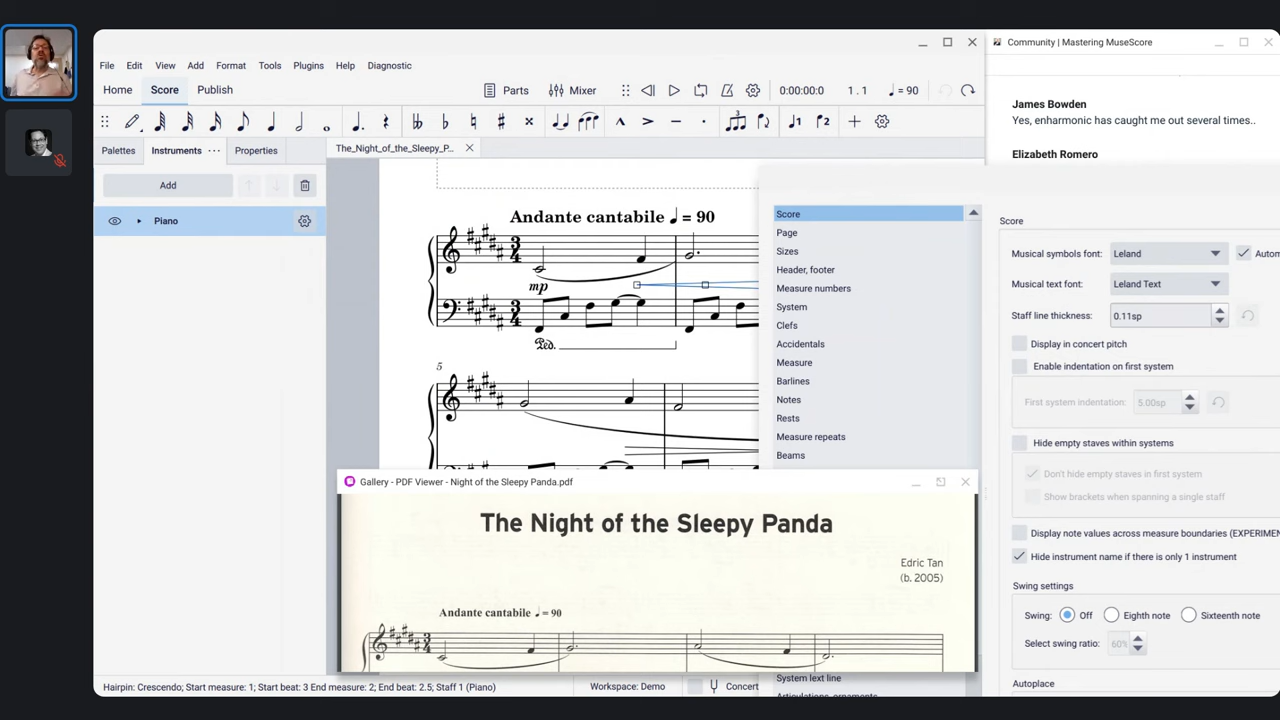 Community | Mastering MuseScore
File Edit View Add Format Tools Plugins Help Diagnostic
Home Score Publish Parts Mixer 0:00:00:0 1 . 1 = 90
James Bowden
Yes, enharmonic has caught me out several times..
Elizabeth Romero
Palettes Instruments Properties
The_Night_of_the_Sleepy_P...
Add
Piano
Andante cantabile ♩ = 90
mp
Ped.
5
Score
Page
Sizes
Header, footer
Measure numbers
System
Clefs
Accidentals
Measure
Barlines
Notes
Rests
Measure repeats
Beams
System lext line
Articulations, ornaments
Score
Musical symbols font: Leland Autom
Musical text font: Leland Text
Staff line thickness: 0.11sp
Display in concert pitch
Enable indentation on first system
First system indentation: 5.00sp
Hide empty staves within systems
Don't hide empty staves in first system
Show brackets when spanning a single staff
Display note values across measure boundaries (EXPERIMEN
Hide instrument name if there is only 1 instrument
Swing settings
Swing: Off Eighth note Sixteenth note
Select swing ratio: 60%
Autoplace
Gallery - PDF Viewer - Night of the Sleepy Panda.pdf
The Night of the Sleepy Panda
Edric Tan
(b. 2005)
Andante cantabile ♩ = 90
Hairpin: Crescendo; Start measure: 1; Start beat: 3 End measure: 2; End beat: 2.5; Staff 1 (Piano) Workspace: Demo Concert